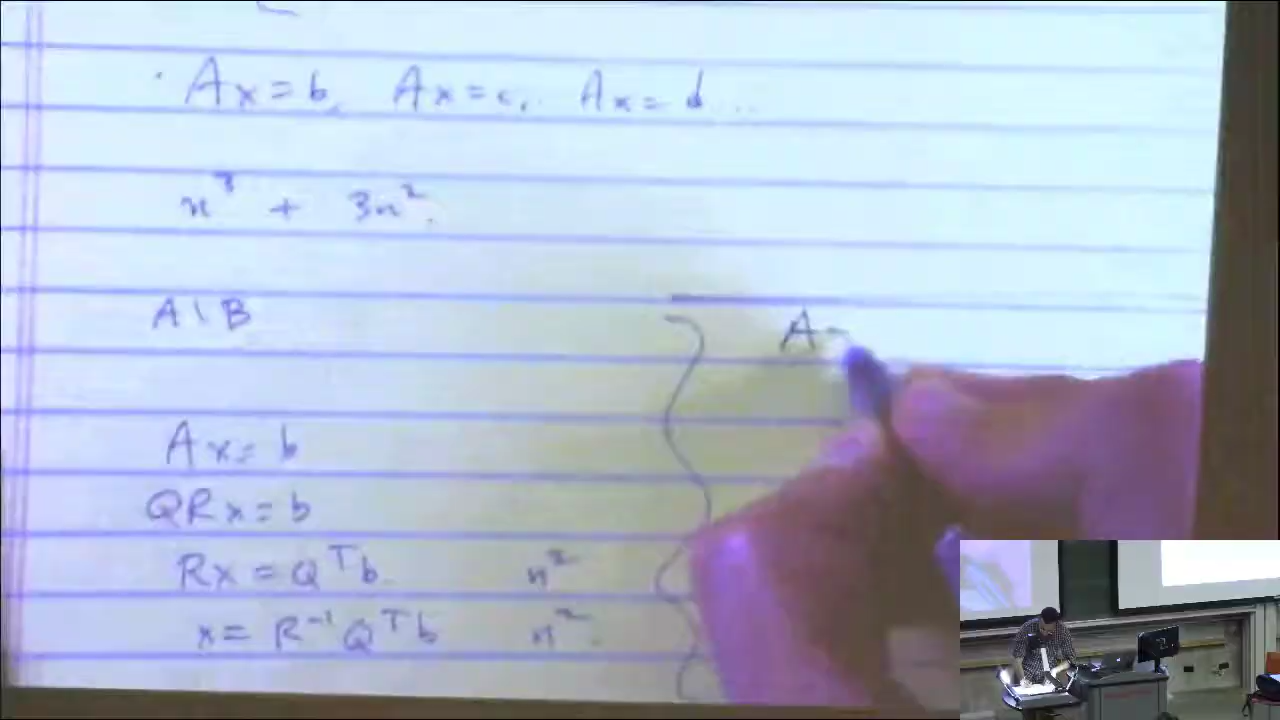 Ax = b, Ax = c, Ax = d ...
n³ + 3n².
A \ B
A =
Ax = b
QRx = b
Rx = Qᵀb. n²
x = R⁻¹Qᵀb n².